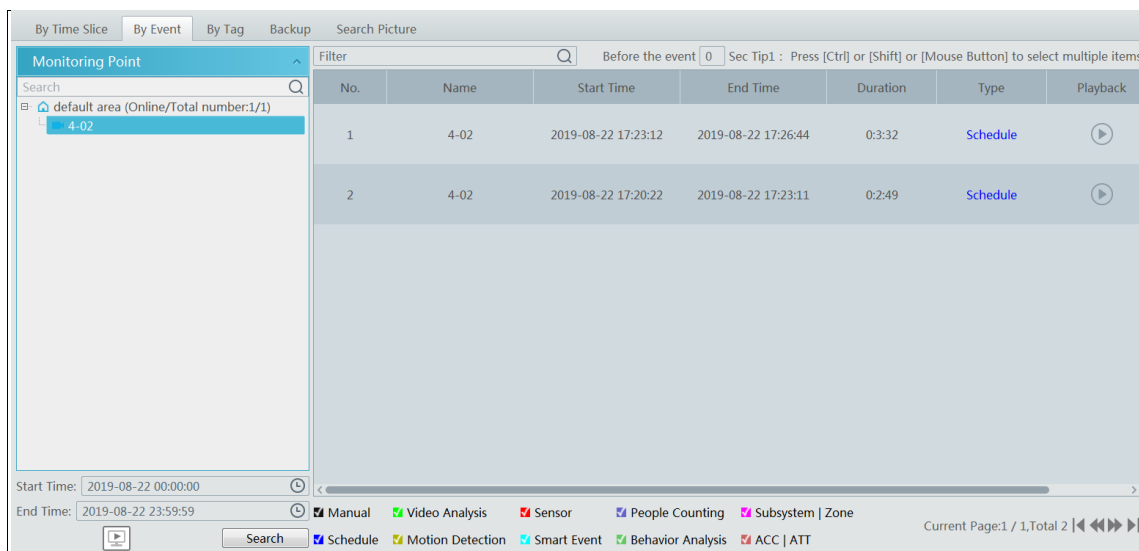 By Time Slice By Event By Tag Backup Search Picture
Monitoring Point
Filter Before the event 0 Sec Tip1 : Press [Ctrl] or [Shift] or [Mouse Button] to select multiple items
Search
No. Name Start Time End Time Duration Type Playback
default area (Online/Total number:1/1)
4-02
1 4-02 2019-08-22 17:23:12 2019-08-22 17:26:44 0:3:32 Schedule
2 4-02 2019-08-22 17:20:22 2019-08-22 17:23:11 0:2:49 Schedule
Start Time: 2019-08-22 00:00:00
End Time: 2019-08-22 23:59:59
Search
Manual Video Analysis Sensor People Counting Subsystem | Zone
Schedule Motion Detection Smart Event Behavior Analysis ACC | ATT
Current Page:1 / 1,Total 2